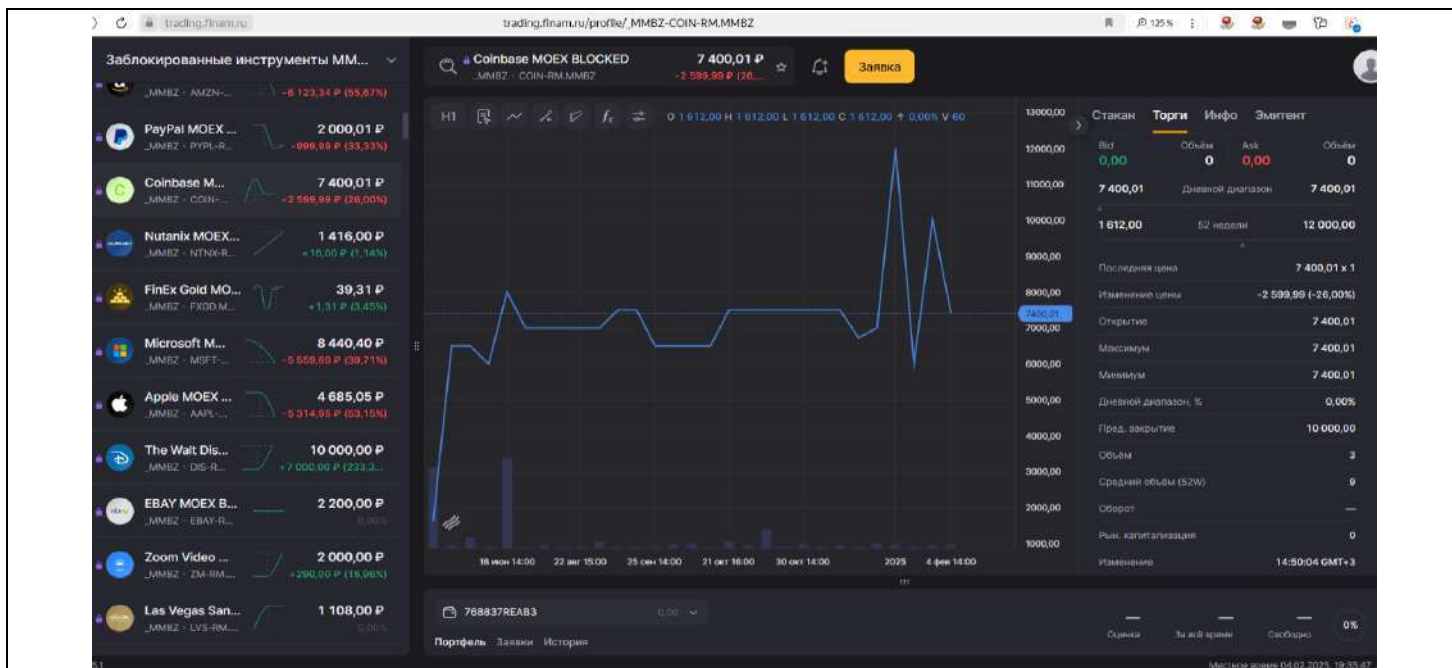 trading.finam.ru
trading.finam.ru/profile/_MMBZ-COIN-RM.MMBZ
125 %
Заблокированные инструменты ММ...
_MMBZ · AMZN-...
-6 123,34 ₽ (55,67%)
PayPal MOEX ...
2 000,01 ₽
_MMBZ · PYPL-R...
-999,99 ₽ (33,33%)
Coinbase M...
7 400,01 ₽
_MMBZ · COIN-...
-2 599,99 ₽ (26,00%)
Nutanix MOEX...
1 416,00 ₽
_MMBZ · NTNX-R...
+16,00 ₽ (1,14%)
FinEx Gold MO...
39,31 ₽
_MMBZ · FXGD.M...
+1,31 ₽ (3,45%)
Microsoft M...
8 440,40 ₽
_MMBZ · MSFT-...
-5 559,60 ₽ (39,71%)
Apple MOEX ...
4 685,05 ₽
_MMBZ · AAPL-...
-5 314,95 ₽ (53,15%)
The Walt Dis...
10 000,00 ₽
_MMBZ · DIS-R...
+7 000,00 ₽ (233,3...
EBAY MOEX B...
2 200,00 ₽
_MMBZ · EBAY-R...
0,00%
Zoom Video ...
2 000,00 ₽
_MMBZ · ZM-RM....
+290,00 ₽ (16,96%)
Las Vegas San...
1 108,00 ₽
_MMBZ · LVS-RM....
0,00%
Coinbase MOEX BLOCKED
7 400,01 ₽
_MMBZ · COIN-RM.MMBZ
-2 599,99 ₽ (26,...
Заявка
H1
O 1 612,00 H 1 612,00 L 1 612,00 C 1 612,00 0,00% V 60
13000,00
12000,00
11000,00
10000,00
9000,00
8000,00
7400,01
7000,00
6000,00
5000,00
4000,00
3000,00
2000,00
1000,00
18 июн 14:00
22 авг 15:00
25 сен 14:00
21 окт 16:00
30 окт 14:00
2025
4 фев 14:00
Стакан Торги Инфо Эмитент
Bid Объём Ask Объём
0,00 0 0,00 0
7 400,01 Дневной диапазон 7 400,01
1 612,00 52 недели 12 000,00
Последняя цена 7 400,01 x 1
Изменение цены -2 599,99 (-26,00%)
Открытие 7 400,01
Максимум 7 400,01
Минимум 7 400,01
Дневной диапазон, % 0,00%
Пред. закрытие 10 000,00
Объём 3
Средний объём (52W) 9
Оборот —
Рын. капитализация 0
Изменение 14:50:04 GMT+3
768837REAB3
0,00
Портфель Заявки История
Оценка
За всё время
Свободно
0%
Местное время 04.02.2025, 19:35:47